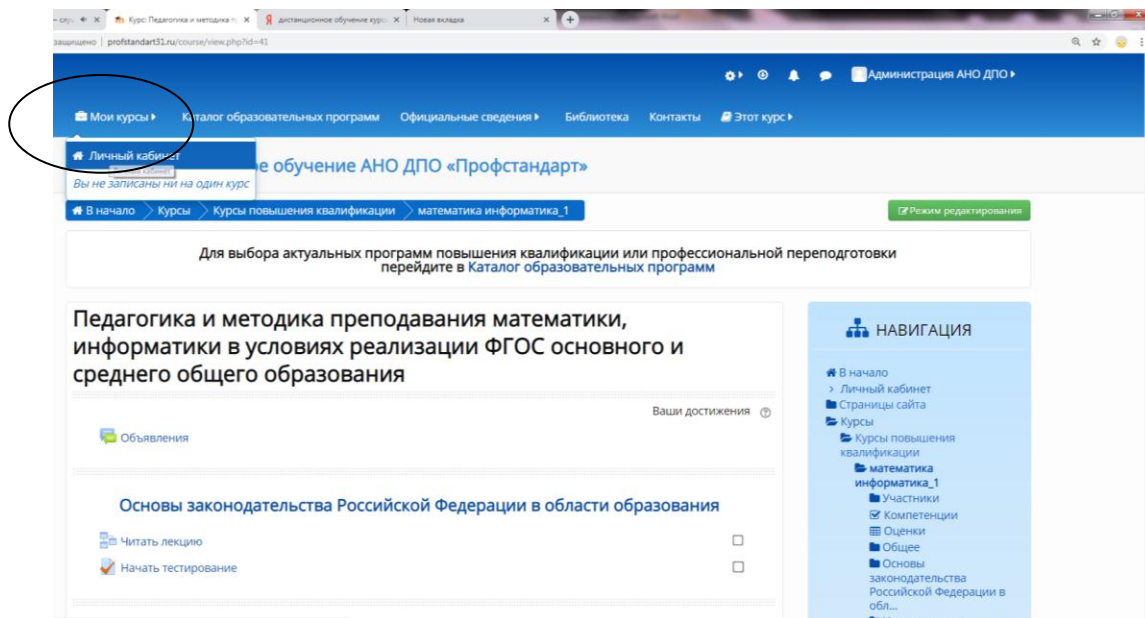 Курс: Педагогика и методика п
дистанционное обучение курс
Новая вкладка
защищено | profstandart51.ru/course/view.php?id=41
Администрация АНО ДПО
Мои курсы Каталог образовательных программ Официальные сведения Библиотека Контакты Этот курс
Личный кабинет
е обучение АНО ДПО «Профстандарт»
Вы не записаны ни на один курс
В начало Курсы Курсы повышения квалификации математика информатика_1
Режим редактирования
Для выбора актуальных программ повышения квалификации или профессиональной переподготовки
перейдите в Каталог образовательных программ
Педагогика и методика преподавания математики,
информатики в условиях реализации ФГОС основного и
среднего общего образования
Ваши достижения
Объявления
Основы законодательства Российской Федерации в области образования
Читать лекцию
Начать тестирование
НАВИГАЦИЯ
В начало
Личный кабинет
Страницы сайта
Курсы
Курсы повышения
квалификации
математика
информатика_1
Участники
Компетенции
Оценки
Общее
Основы
законодательства
Российской Федерации в
обл...